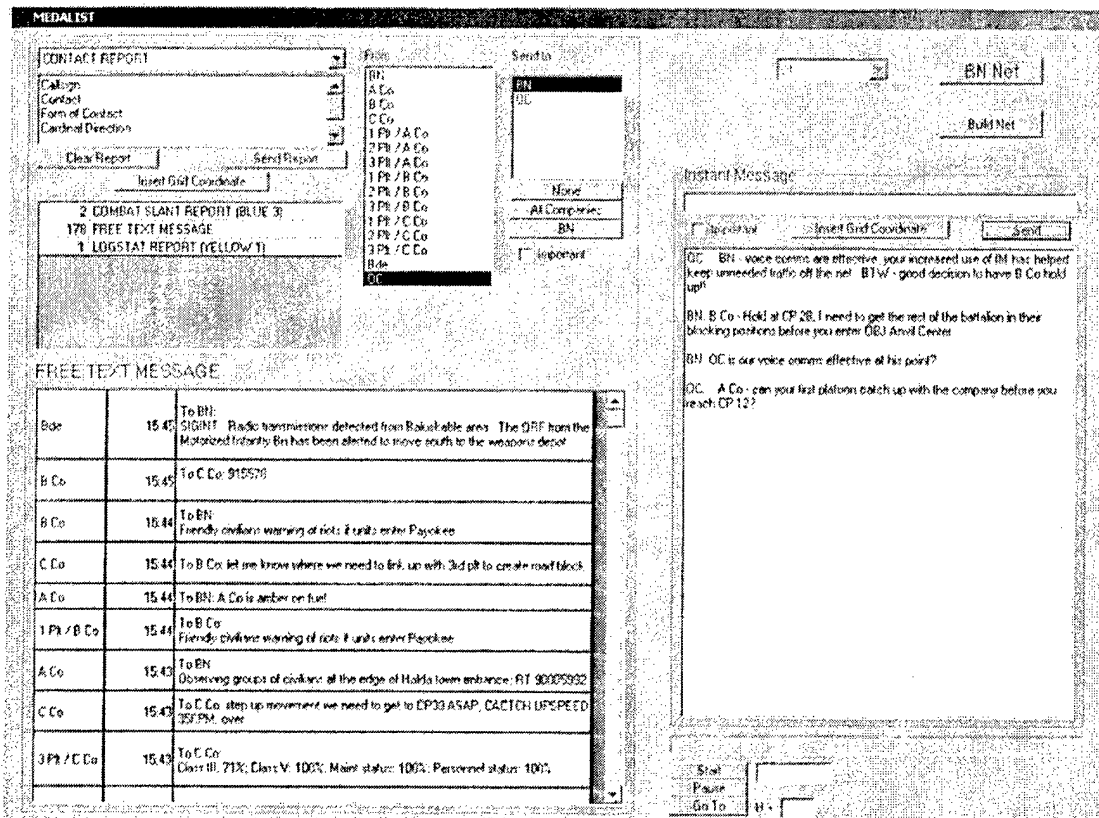 MEDALIST
CONTACT REPORT
Callsign
Contact
Form of Contact
Cardinal Direction
Clear Report
Send Report
Insert Grid Coordinate
2 COMBAT SLANT REPORT (BLUE 3)
178 FREE TEXT MESSAGE
1 LOGSTAT REPORT (YELLOW 1)
From
BN
A Co
B Co
C Co
1 Plt / A Co
2 Plt / A Co
3 Plt / A Co
1 Plt / B Co
2 Plt / B Co
3 Plt / B Co
1 Plt / C Co
2 Plt / C Co
3 Plt / C Co
Bde
OC
Send to
BN
OC
None
All Companies
BN
Important
BN Net
Build Net
Instant Message
Important
Insert Grid Coordinate
Send
OC: BN - voice comms are effective, your increased use of IM has helped
keep unneeded traffic off the net. BTW - good decision to have B Co hold
up!!
BN: B Co - Hold at CP 28, I need to get the rest of the battalion in their
blocking positions before you enter OBJ Anvil Center
BN: OC is our voice comms effective at his point?
OC: A Co - can your first platoon catch up with the company before you
reach CP 12?
FREE TEXT MESSAGE
Bde
15:45
To BN:
SIGINT: Radio transmissions detected from area. The QRF from the
Motorized Infantry Bn has been alerted to move south to the weapons depot
B Co
15:45
To C Co: 915576
B Co
15:44
To BN:
Friendly civilians warning of riots if units enter Payokee
C Co
15:44
To B Co: let me know where we need to link up with 3rd plt to create road block
A Co
15:44
To BN: A Co is amber on fuel
1 Plt / B Co
15:44
To B Co:
Friendly civilians warning of riots if units enter Payokee
A Co
15:43
To BN:
Observing groups of civilians at the edge of Halda town entrance; RT 90005992
C Co
15:43
To C Co: step up movement we need to get to CP33 ASAP, CACTCH UPSPEED
35KPM, over
3 Plt / C Co
15:43
To C Co:
Class III: 71%; Class V: 100%; Maint status: 100%; Personnel status: 100%
Start
Pause
Go To
H -